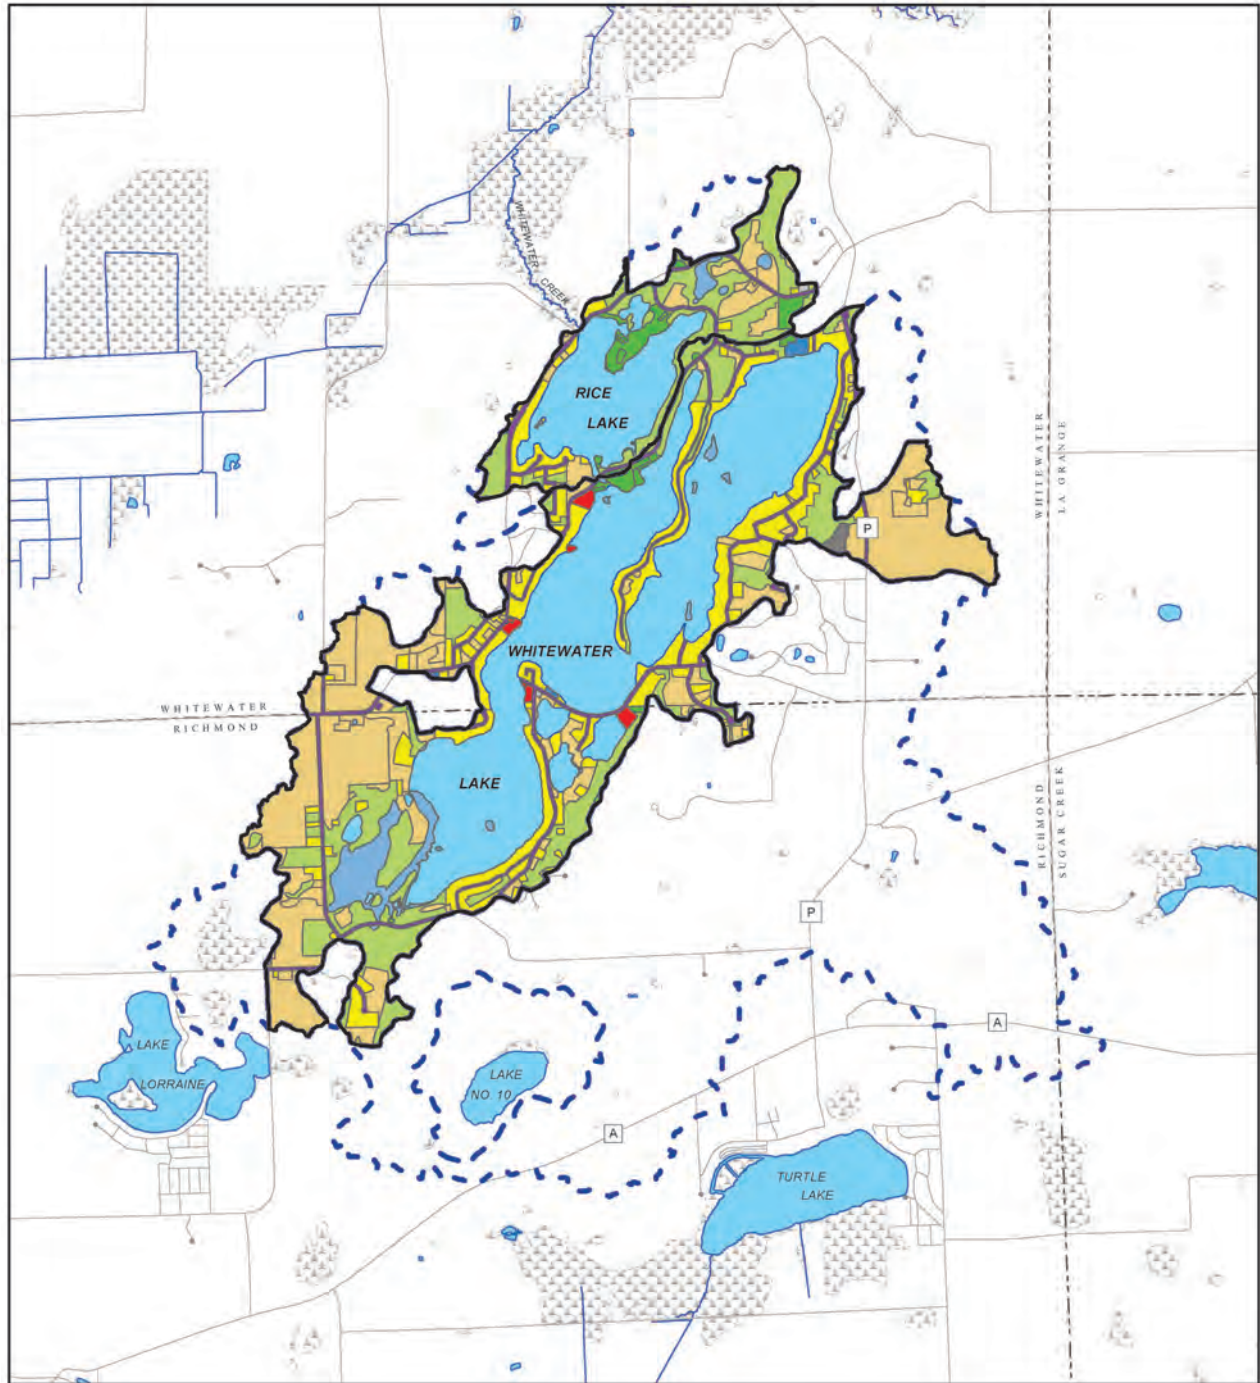 WHITEWATER
CREEK
RICE
LAKE
WHITEWATER
LA GRANGE
P
WHITEWATER
WHITEWATER
RICHMOND
LAKE
RICHMOND
SUGAR CREEK
P
A
LAKE
LORRAINE
LAKE
NO. 10
A
TURTLE
LAKE